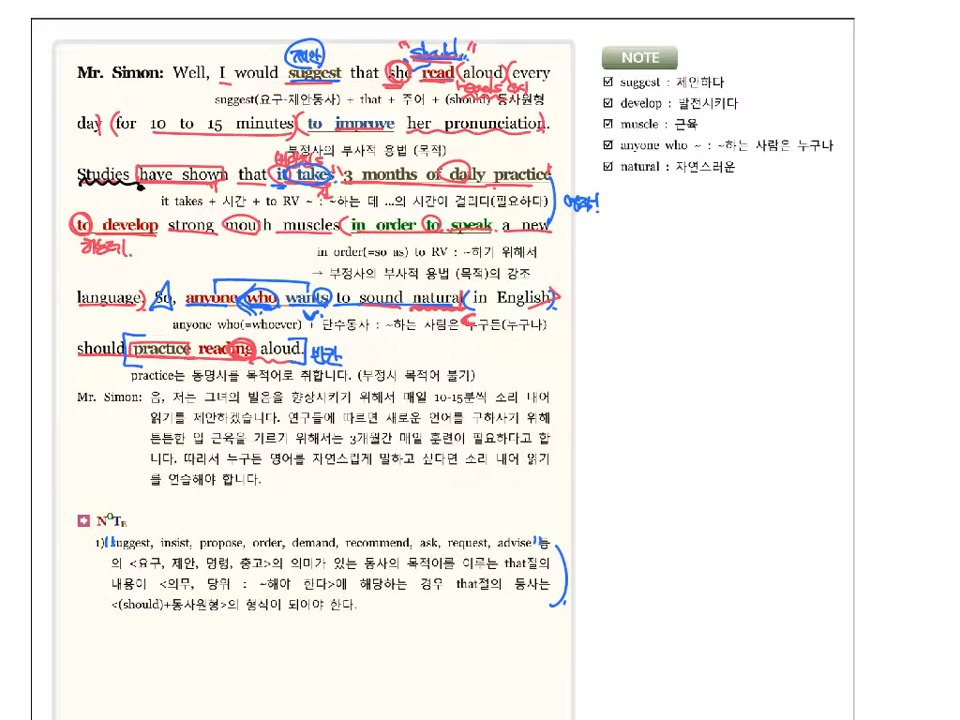 제안 "should"
Mr. Simon: Well, I would suggest that she read aloud every
suggest(요구·제안동사) + that + 주어 + (should) 동사원형
day for 10 to 15 minutes to improve her pronunciation.
부정사의 부사적 용법 (목적)
Studies have shown that it takes 3 months of daily practice
it takes + 시간 + to RV ~ : ~하는 데 ...의 시간이 걸리다(필요하다)
to develop strong mouth muscles in order to speak a new
in order(=so as) to RV : ~하기 위해서
→ 부정사의 부사적 용법 (목적)의 강조
language. So, anyone who wants to sound natural in English
anyone who(=whoever) + 단수동사 : ~하는 사람은 누구든(누구나)
should practice reading aloud.
practice는 동명사를 목적어로 취합니다. (부정사 목적어 불가)
Mr. Simon: 음, 저는 그녀의 발음을 향상시키기 위해서 매일 10-15분씩 소리 내어
읽기를 제안하겠습니다. 연구들에 따르면 새로운 언어를 구사하기 위해
튼튼한 입 근육을 기르기 위해서는 3개월간 매일 훈련이 필요하다고 합
니다. 따라서 누구든 영어를 자연스럽게 말하고 싶다면 소리 내어 읽기
를 연습해야 합니다.
NOTE
1) suggest, insist, propose, order, demand, recommend, ask, request, advise 등
의 <요구, 제안, 명령, 충고>의 의미가 있는 동사의 목적어를 이루는 that절의
내용이 <의무, 당위 : ~해야 한다>에 해당하는 경우 that절의 동사는
<(should)+동사원형>의 형식이 되어야 한다.
NOTE
suggest : 제안하다
develop : 발전시키다
muscle : 근육
anyone who ~ : ~하는 사람은 누구나
natural : 자연스러운